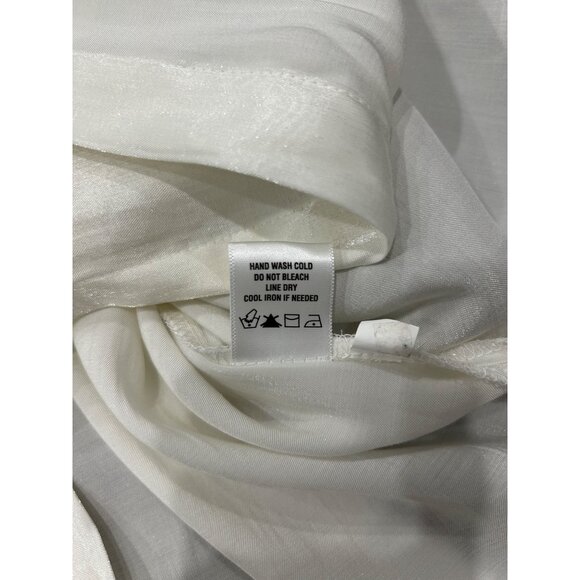 HAND WASH COLD
DO NOT BLEACH
LINE DRY
COOL IRON IF NEEDED